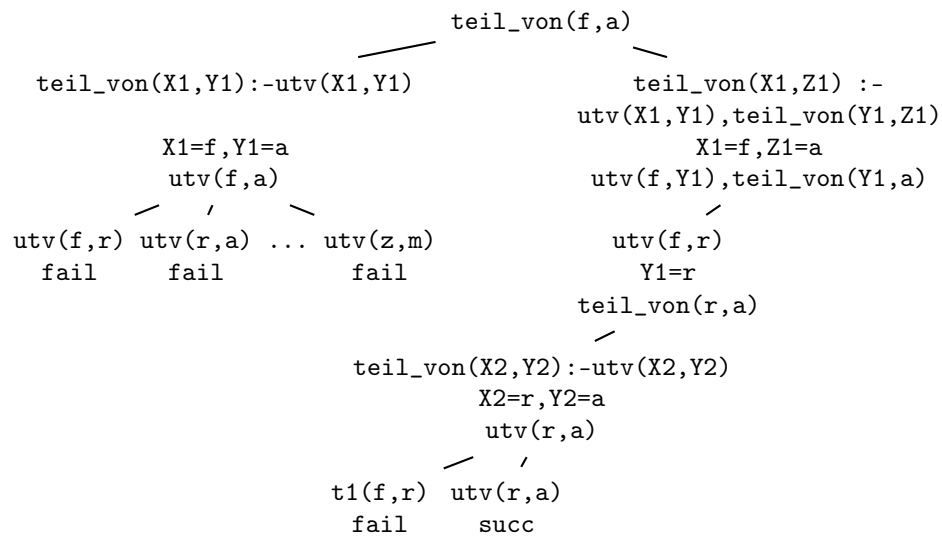 teil_von(f,a)
teil_von(X1,Y1):-utv(X1,Y1)
X1=f,Y1=a
utv(f,a)
utv(f,r) utv(r,a) ... utv(z,m)
fail fail fail
teil_von(X1,Z1) :-
utv(X1,Y1),teil_von(Y1,Z1)
X1=f,Z1=a
utv(f,Y1),teil_von(Y1,a)
utv(f,r)
Y1=r
teil_von(r,a)
teil_von(X2,Y2):-utv(X2,Y2)
X2=r,Y2=a
utv(r,a)
t1(f,r) utv(r,a)
fail succ